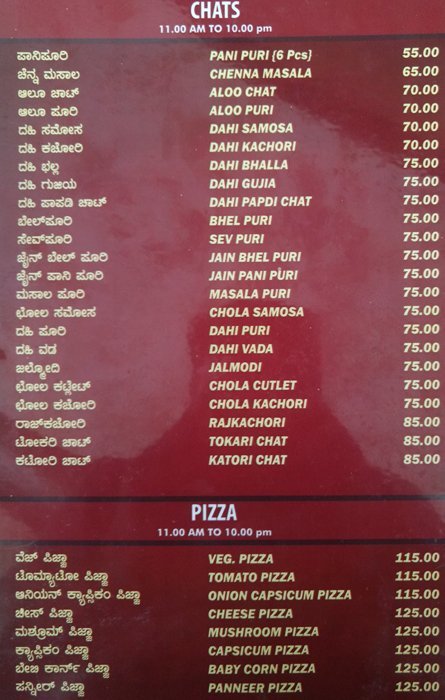 CHATS
11.00 AM TO 10.00 pm
ಪಾನಿಪೂರಿ PANI PURI {6 Pcs} 55.00
ಚೆನ್ನ ಮಸಾಲ CHENNA MASALA 65.00
ಆಲೂ ಚಾಟ್ ALOO CHAT 70.00
ಆಲೂ ಪೂರಿ ALOO PURI 70.00
ದಹಿ ಸಮೋಸ DAHI SAMOSA 70.00
ದಹಿ ಕಚೋರಿ DAHI KACHORI 70.00
ದಹಿ ಭಲ್ಲ DAHI BHALLA 75.00
ದಹಿ ಗುಜಿಯ DAHI GUJIA 75.00
ದಹಿ ಪಾಪಡಿ ಚಾಟ್ DAHI PAPDI CHAT 75.00
ಬೇಲ್‌ಪೂರಿ BHEL PURI 75.00
ಸೇವ್‌ಪೂರಿ SEV PURI 75.00
ಜೈನ್ ಬೇಲ್ ಪೂರಿ JAIN BHEL PURI 75.00
ಜೈನ್ ಪಾನಿ ಪೂರಿ JAIN PANI PURI 75.00
ಮಸಾಲ ಪೂರಿ MASALA PURI 75.00
ಛೋಲ ಸಮೋಸ CHOLA SAMOSA 75.00
ದಹಿ ಪೂರಿ DAHI PURI 75.00
ದಹಿ ವಡ DAHI VADA 75.00
ಜಲ್ಮೋದಿ JALMODI 75.00
ಛೋಲ ಕಟ್ಲೇಟ್ CHOLA CUTLET 75.00
ಛೋಲ ಕಚೋರಿ CHOLA KACHORI 75.00
ರಾಜ್‌ಕಚೋರಿ RAJKACHORI 85.00
ಟೋಕರಿ ಚಾಟ್ TOKARI CHAT 85.00
ಕಟೋರಿ ಚಾಟ್ KATORI CHAT 85.00
PIZZA
11.00 AM TO 10.00 pm
ವೆಜ್ ಪಿಜ್ಜಾ VEG. PIZZA 115.00
ಟೊಮ್ಯಾಟೋ ಪಿಜ್ಜಾ TOMATO PIZZA 115.00
ಆನಿಯನ್ ಕ್ಯಾಪ್ಸಿಕಂ ಪಿಜ್ಜಾ ONION CAPSICUM PIZZA 115.00
ಚೀಸ್ ಪಿಜ್ಜಾ CHEESE PIZZA 125.00
ಮಶ್ರೂಮ್ ಪಿಜ್ಜಾ MUSHROOM PIZZA 125.00
ಕ್ಯಾಪ್ಸಿಕಂ ಪಿಜ್ಜಾ CAPSICUM PIZZA 125.00
ಬೇಬಿ ಕಾರ್ನ್ ಪಿಜ್ಜಾ BABY CORN PIZZA 125.00
ಪನ್ನೀರ್ ಪಿಜ್ಜಾ PANNEER PIZZA 125.00